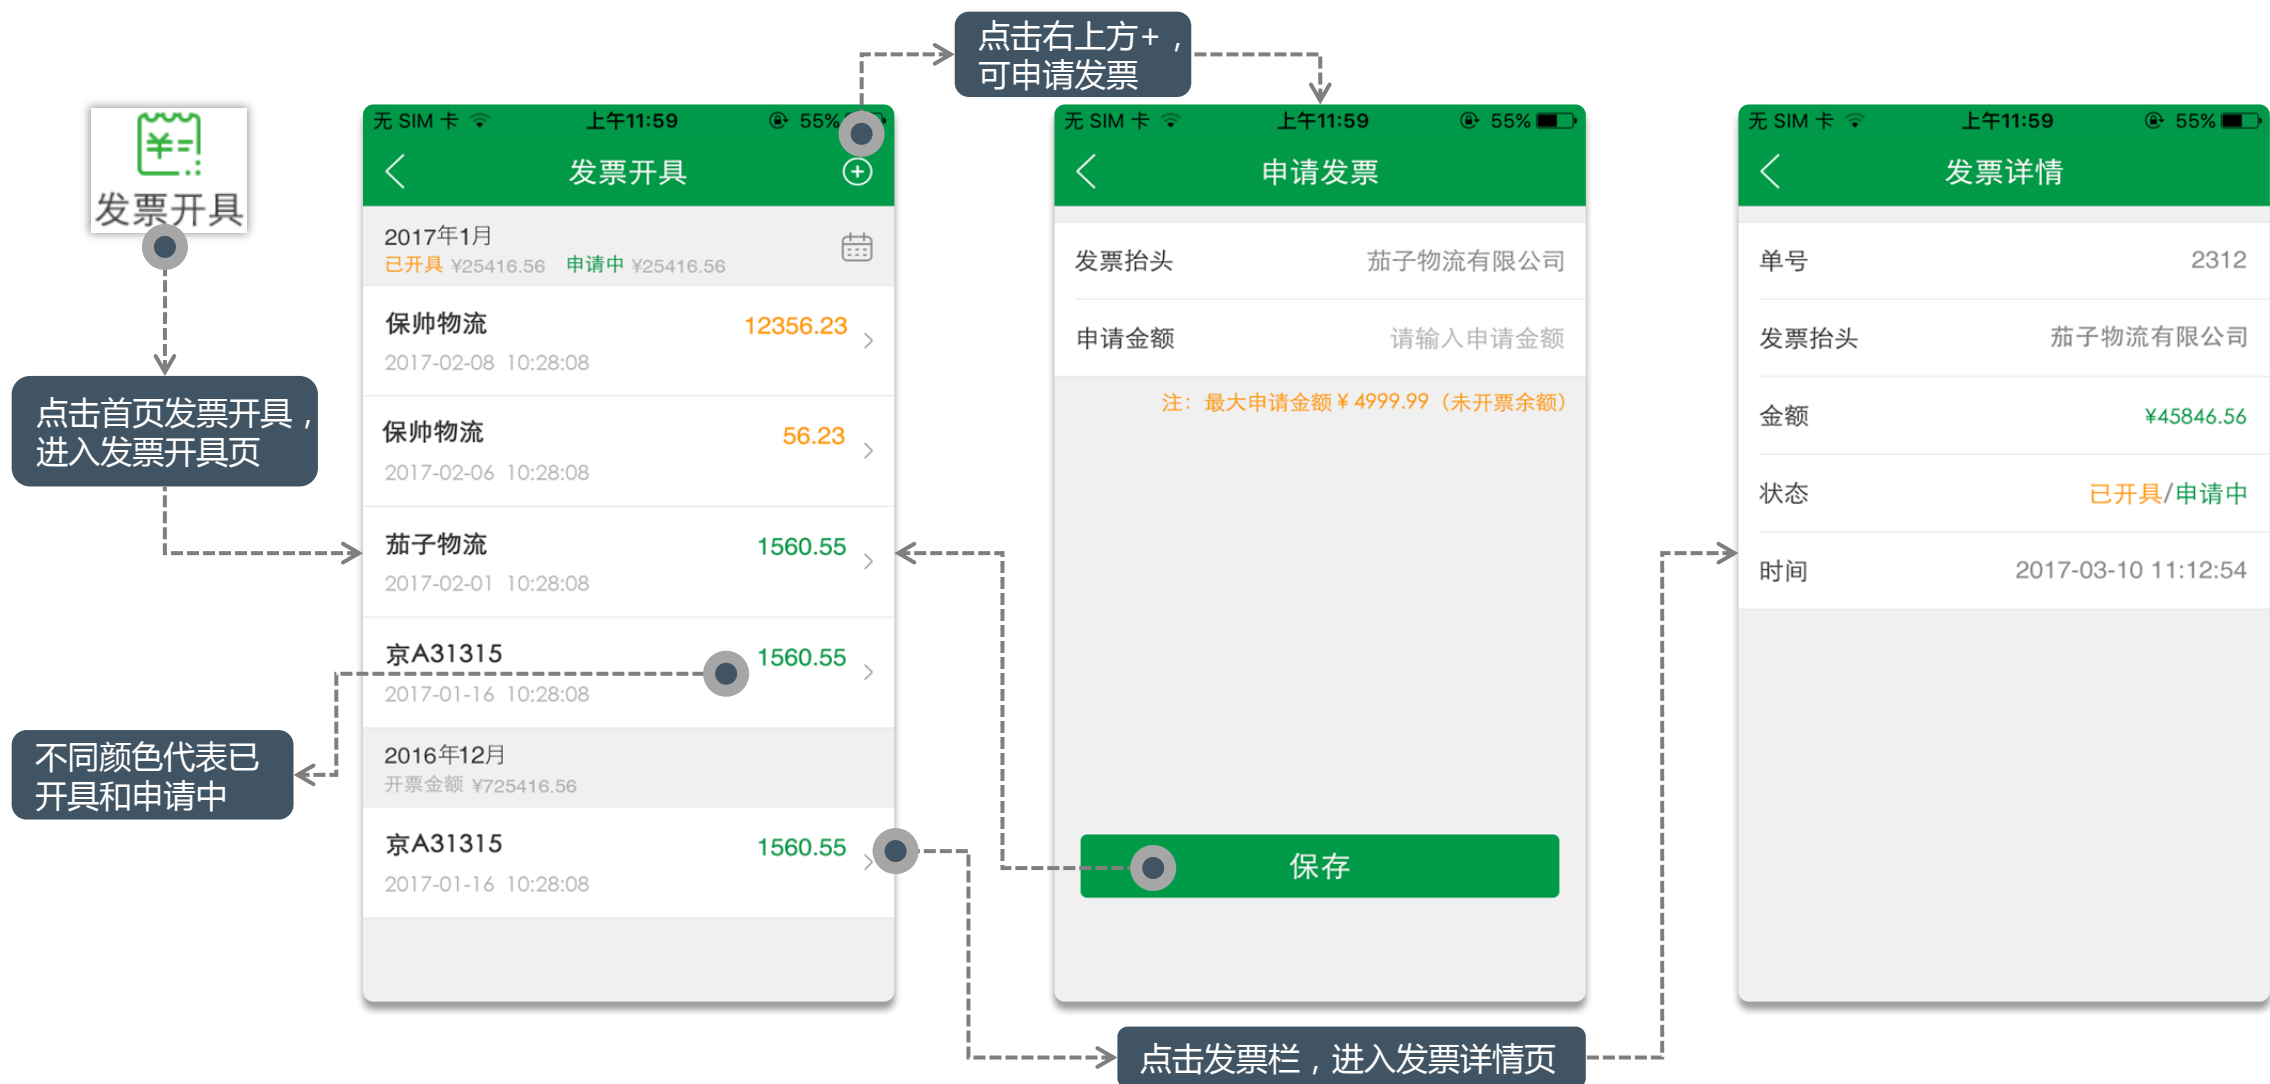 发票开具
点击首页发票开具，
进入发票开具页
不同颜色代表已
开具和申请中
点击右上方+，
可申请发票
无 SIM 卡 上午11:59 55%
发票开具
2017年1月
已开具 ¥25416.56 申请中 ¥25416.56
保帅物流 12356.23
2017-02-08 10:28:08
保帅物流 56.23
2017-02-06 10:28:08
茄子物流 1560.55
2017-02-01 10:28:08
京A31315 1560.55
2017-01-16 10:28:08
2016年12月
开票金额 ¥725416.56
京A31315 1560.55
2017-01-16 10:28:08
无 SIM 卡 上午11:59 55%
申请发票
发票抬头 茄子物流有限公司
申请金额 请输入申请金额
注：最大申请金额¥4999.99（未开票余额）
保存
点击发票栏，进入发票详情页
无 SIM 卡 上午11:59 55%
发票详情
单号 2312
发票抬头 茄子物流有限公司
金额 ¥45846.56
状态 已开具/申请中
时间 2017-03-10 11:12:54